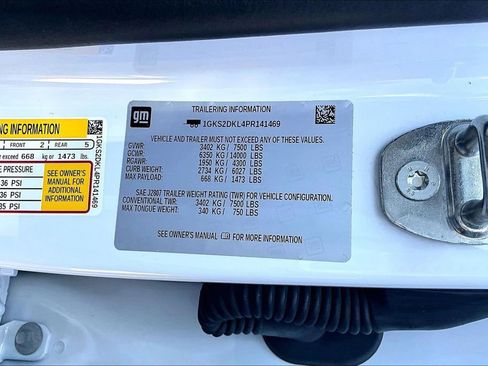 gm
TRAILERING INFORMATION
1GKS2DKL4PR141469
VEHICLE AND TRAILER MUST NOT EXCEED ANY OF THESE VALUES.
GVWR: 3402 KG / 7500 LBS
GCWR: 6350 KG / 14000 LBS
RGAWR: 1950 KG / 4300 LBS
CURB WEIGHT: 2734 KG / 6027 LBS
MAX PAYLOAD: 668 KG / 1473 LBS
SAE J2807 TRAILER WEIGHT RATING (TWR) FOR VEHICLE CONFIGURATION.
CONVENTIONAL TWR: 3402 KG / 7500 LBS
MAX TONGUE WEIGHT: 340 KG / 750 LBS
SEE OWNER'S MANUAL FOR MORE INFORMATION
NG INFORMATION
5 FRONT 2 REAR 5
exceed 668 kg or 1473 lbs
E PRESSURE
36 PSI
36 PSI
35 PSI
SEE OWNER'S
MANUAL FOR
ADDITIONAL
INFORMATION
1GKS2DKL4PR141469